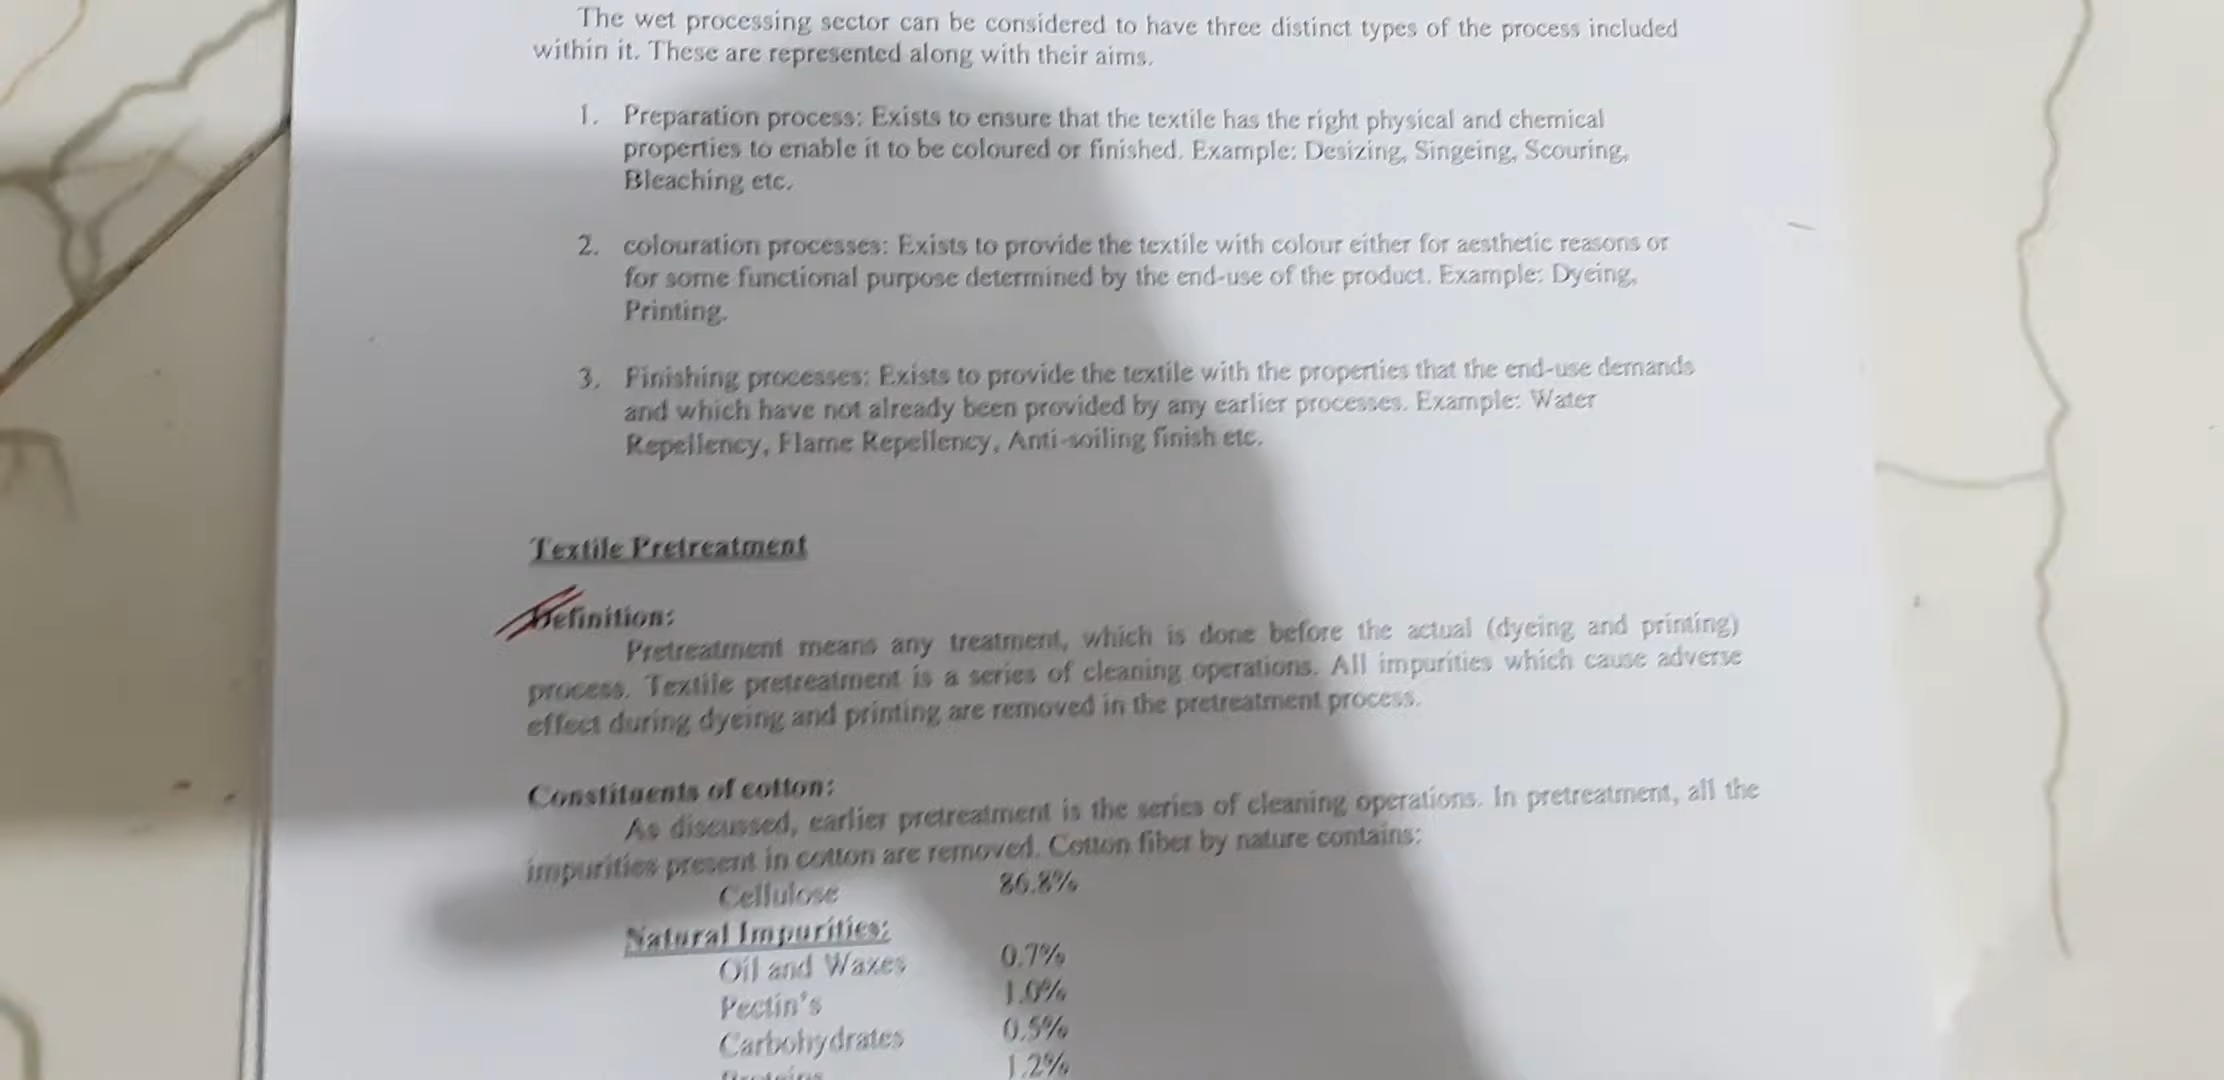 The wet processing sector can be considered to have three distinct types of the process included
within it. These are represented along with their aims.
1. Preparation process: Exists to ensure that the textile has the right physical and chemical
properties to enable it to be coloured or finished. Example: Desizing, Singeing, Scouring,
Bleaching etc.
2. colouration processes: Exists to provide the textile with colour either for aesthetic reasons or
for some functional purpose determined by the end-use of the product. Example: Dyeing,
Printing.
3. Finishing processes: Exists to provide the textile with the properties that the end-use demands
and which have not already been provided by any earlier processes. Example: Water
Repellency, Flame Repellency, Anti-soiling finish etc.
Textile Pretreatment
Definition:
Pretreatment means any treatment, which is done before the actual (dyeing and printing)
process. Textile pretreatment is a series of cleaning operations. All impurities which cause adverse
effect during dyeing and printing are removed in the pretreatment process.
Constituents of cotton:
As discussed, earlier pretreatment is the series of cleaning operations. In pretreatment, all the
impurities present in cotton are removed. Cotton fiber by nature contains:
Cellulose 86.8%
Natural Impurities:
Oil and Waxes 0.7%
Pectin's 1.0%
Carbohydrates 0.5%
Proteins 1.2%